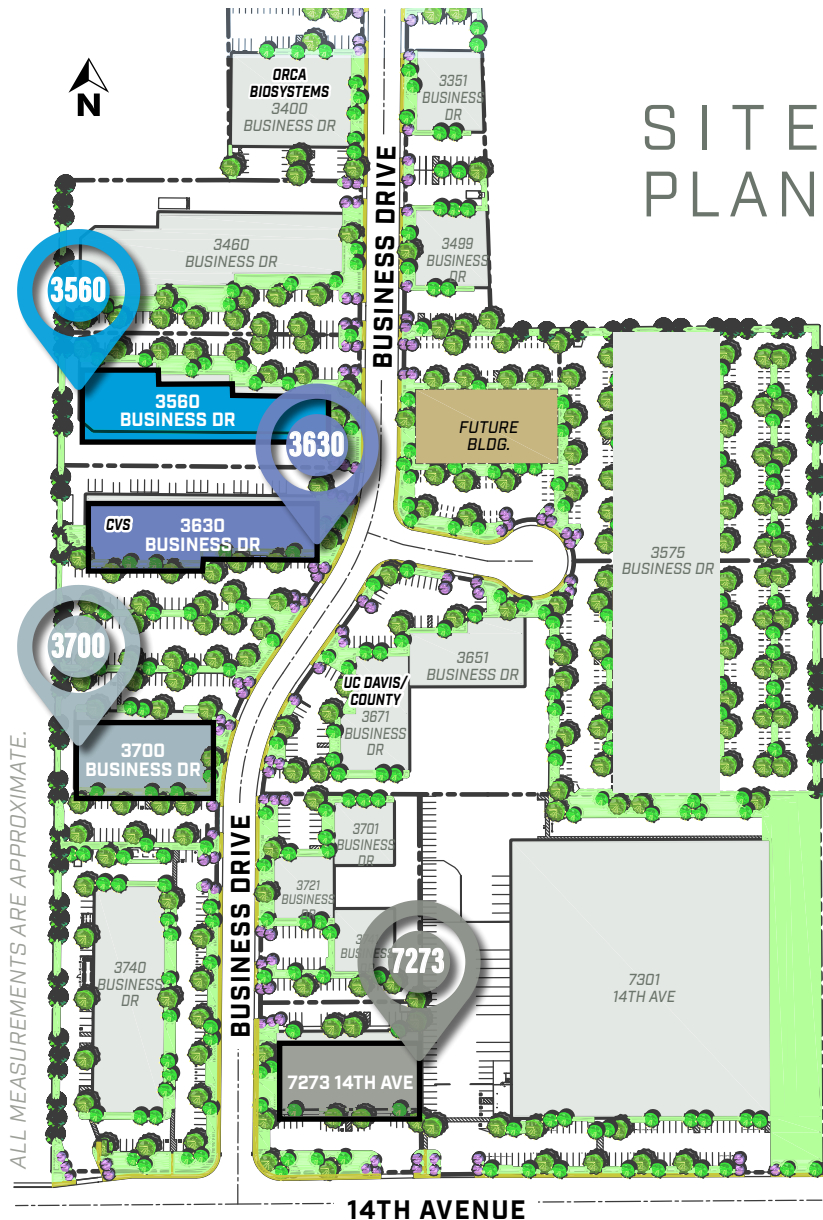 SITE
PLAN
N
ORCA
BIOSYSTEMS
3400
BUSINESS DR
3351
BUSINESS
DR
BUSINESS DRIVE
3460
BUSINESS DR
3499
BUSINESS
DR
3560
3560
BUSINESS DR
3630
FUTURE
BLDG.
CVS
3630
BUSINESS DR
3575
BUSINESS DR
3700
3651
BUSINESS DR
UC DAVIS/
COUNTY
3671
BUSINESS
DR
3700
BUSINESS DR
3701
BUSINESS
DR
3721
BUSINESS
DR
BUSINESS DRIVE
BUSINESS
7273
3740
BUSINESS
DR
7301
14TH AVE
7273 14TH AVE
ALL MEASUREMENTS ARE APPROXIMATE.
14TH AVENUE